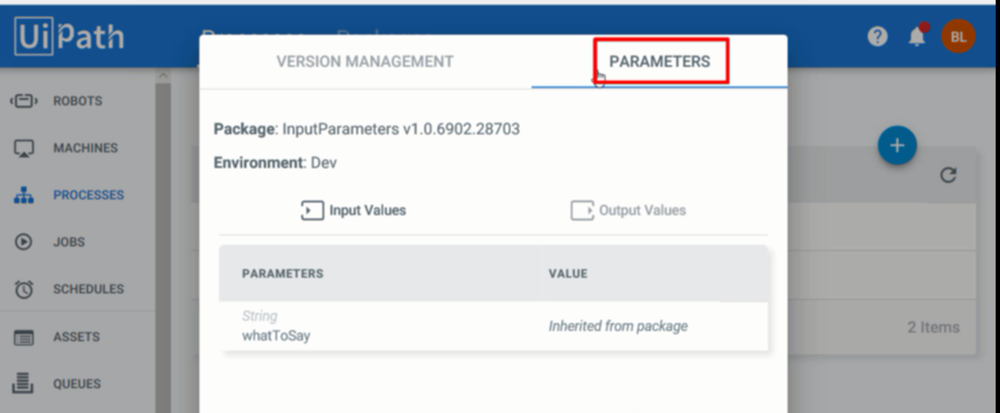 UiPath
BL
VERSION MANAGEMENT
PARAMETERS
ROBOTS
MACHINES
PROCESSES
JOBS
SCHEDULES
ASSETS
QUEUES
Package: InputParameters v1.0.6902.28703
Environment: Dev
Input Values
Output Values
PARAMETERS
VALUE
String
whatToSay
Inherited from package
2 Items